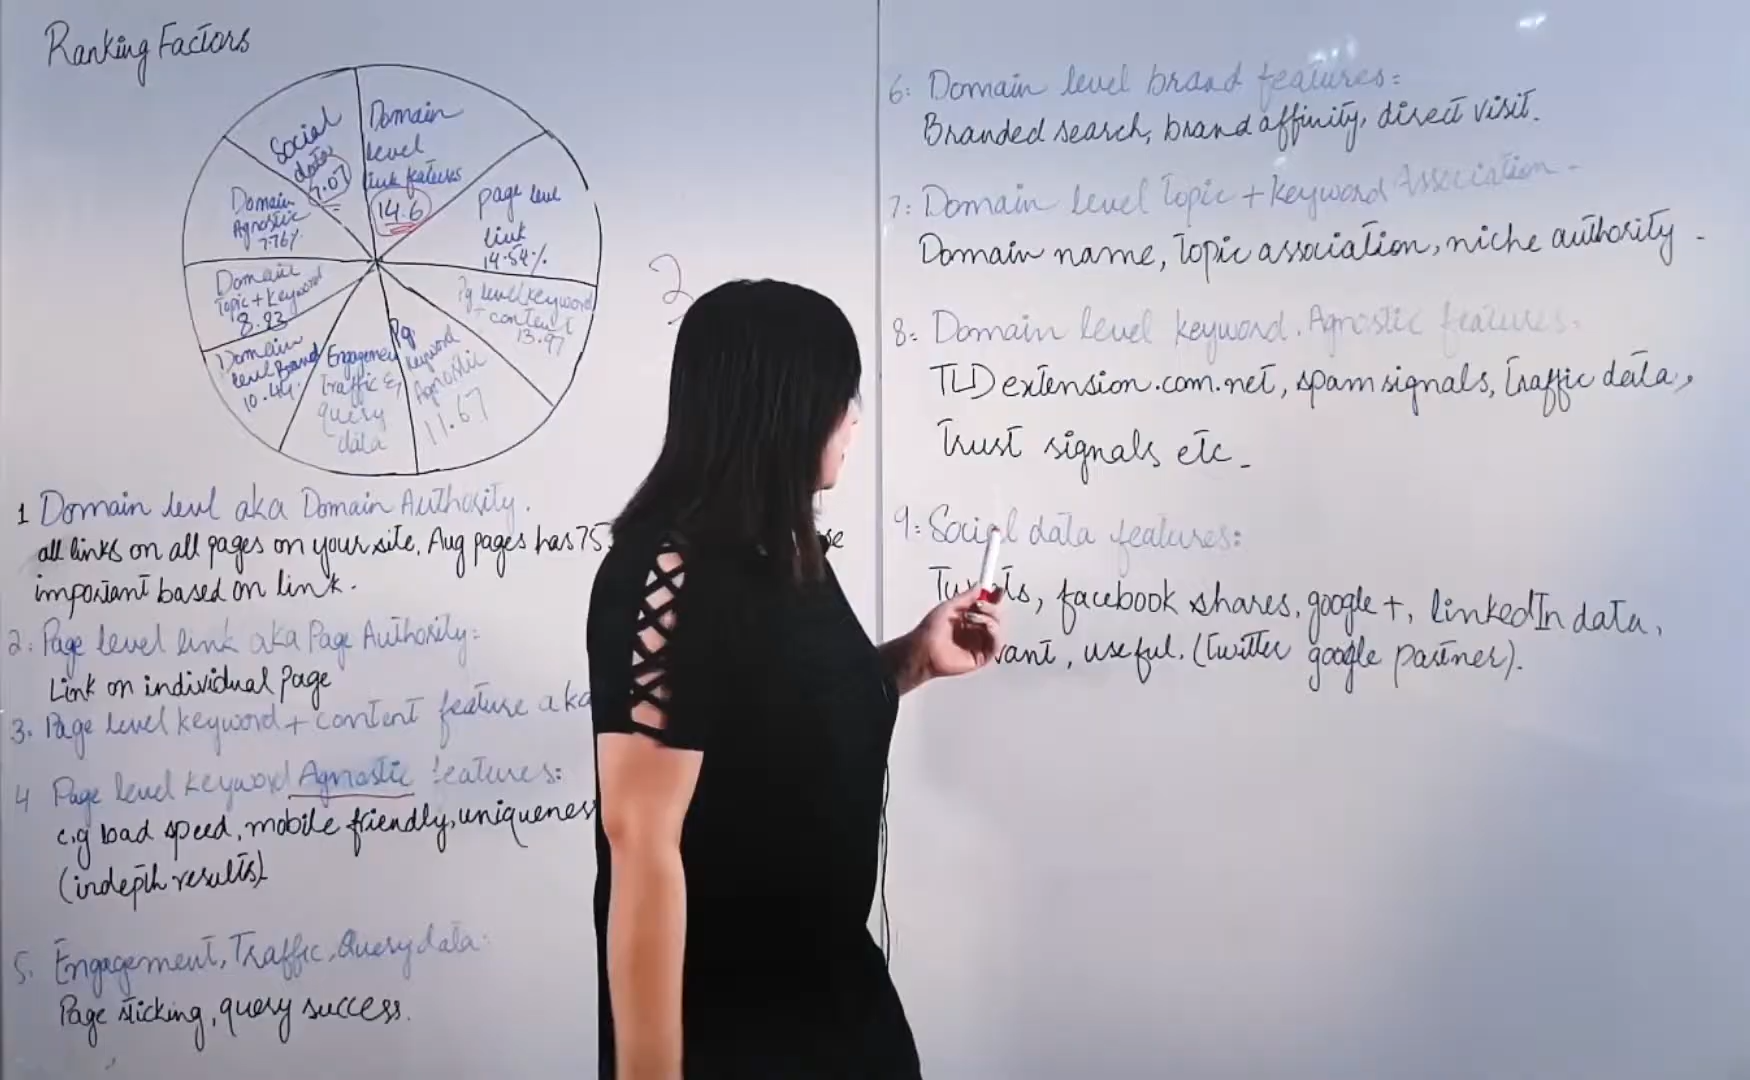 Ranking Factors
Social
data
7.07
Domain
level
link features
14.6
page level
link
14.54%
Pg level keyword
+ content
13.97
Pg
keyword
Agnostic
11.67
Engagement
Traffic &
query
data
Domain
level Brand
10.44%
Domain
Topic + keyword
8.93
Domain
Agnostic
7.76%
2
1 Domain levl aka Domain Authority.
all links on all pages on your site, Aug pages has 75
important based on link.
2: Page level link aka Page Authority:
Link on individual page
3. Page level keyword + content feature aka
4 Page level keyword Agnostic features:
e.g load speed, mobile friendly, uniqueness
(indepth results)
5. Engagement, Traffic, Query data:
Page sticking, query success.
6: Domain level brand features:
Branded search, brand affinity, direct visit.
7: Domain level Topic + keyword Association -
Domain name, Topic association, niche authority -
8: Domain level keyword. Agnostic features:
TLD extension .com .net, spam signals, traffic data,
Trust signals etc -
9: Social data features:
facebook shares, google +, linkedIn data,
useful. (twitter google partner).